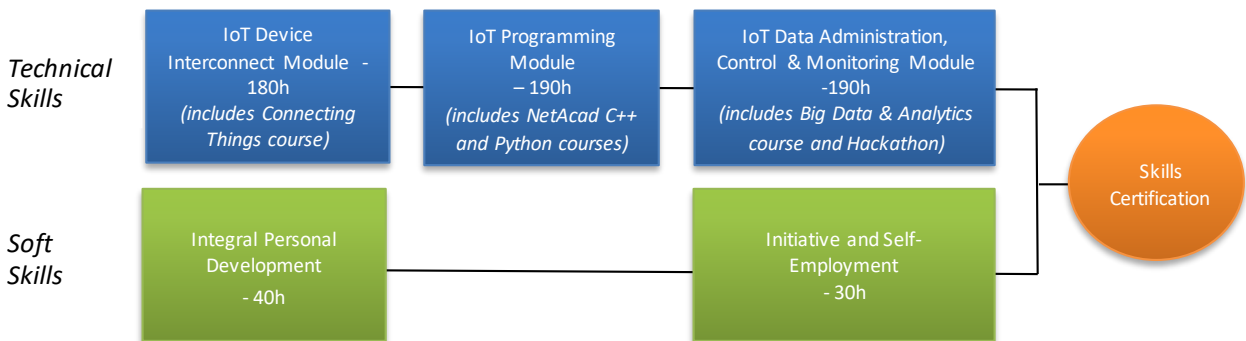 Technical
Skills
IoT Device
Interconnect Module -
180h
(includes Connecting
Things course)
IoT Programming
Module
– 190h
(includes NetAcad C++
and Python courses)
IoT Data Administration,
Control & Monitoring Module
-190h
(includes Big Data & Analytics
course and Hackathon)
Skills
Certification
Soft
Skills
Integral Personal
Development
- 40h
Initiative and Self-
Employment
- 30h